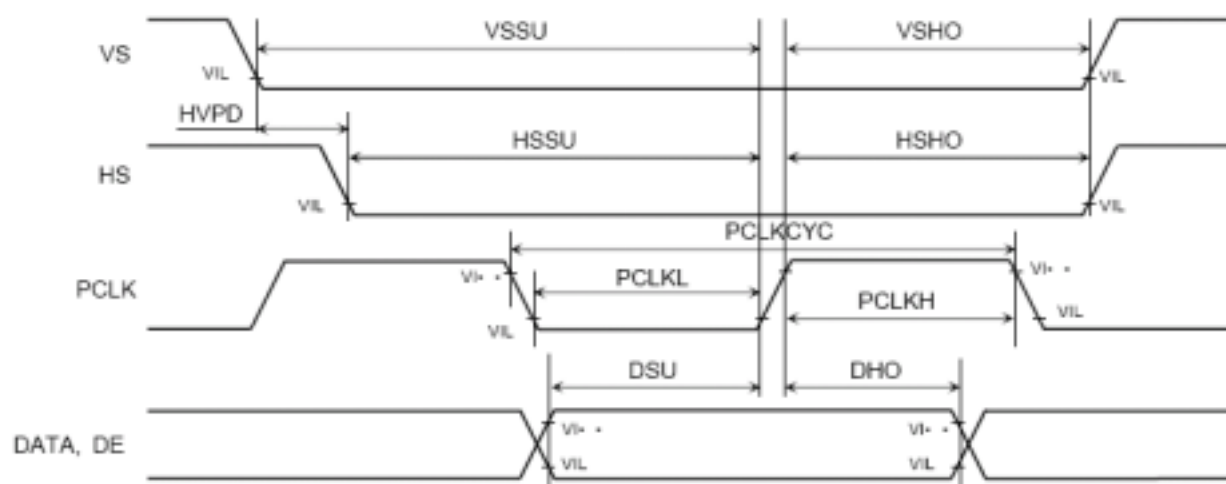 VSSU VSHO
VS
VIL VIL
HVPD
HSSU HSHO
HS
VIL VIL
PCLKCYC
PCLKL
PCLK
PCLKH
VIL VIL
DSU DHO
DATA, DE
VIL VIL